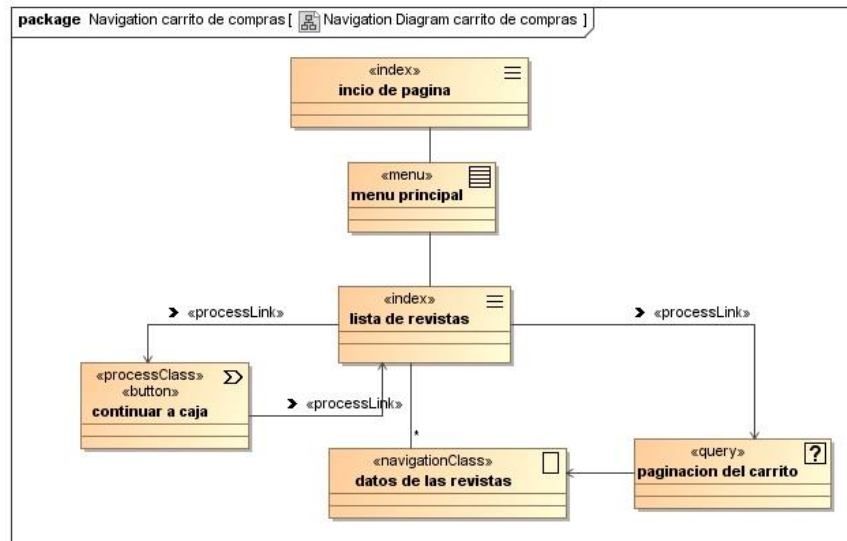 package Navigation carrito de compras [ Navigation Diagram carrito de compras ]
«index»
incio de pagina
«menu»
menu principal
«index»
lista de revistas
«processLink»
«processLink»
«processClass»
«button»
continuar a caja
«processLink»
*
«navigationClass»
datos de las revistas
«query»
?
paginacion del carrito